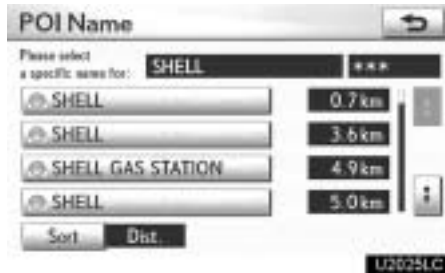 POI Name
Please select
a specific name for: SHELL ***
SHELL 0.7km
SHELL 3.6km
SHELL GAS STATION 4.9km
SHELL 5.0km
Sort Dist.
U2025LC